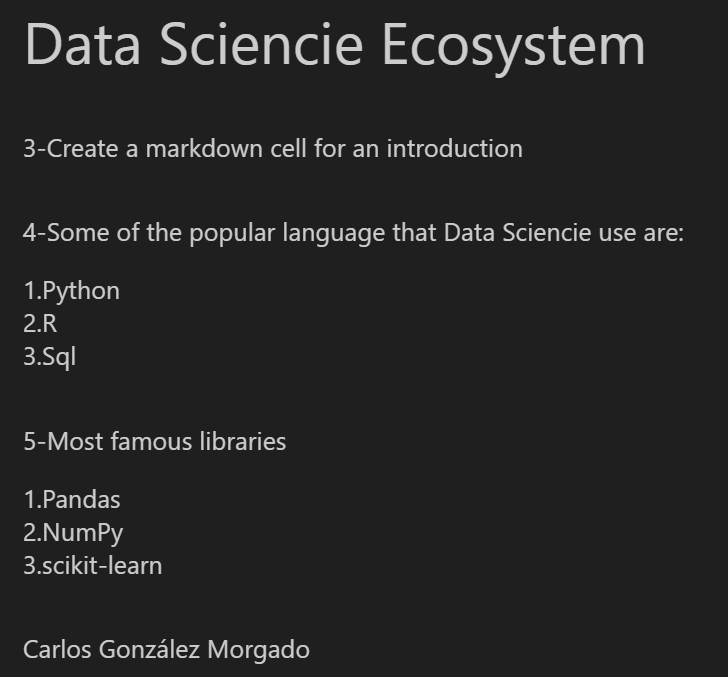 Data Sciencie Ecosystem
3-Create a markdown cell for an introduction
4-Some of the popular language that Data Sciencie use are:
1.Python
2.R
3.Sql
5-Most famous libraries
1.Pandas
2.NumPy
3.scikit-learn
Carlos González Morgado